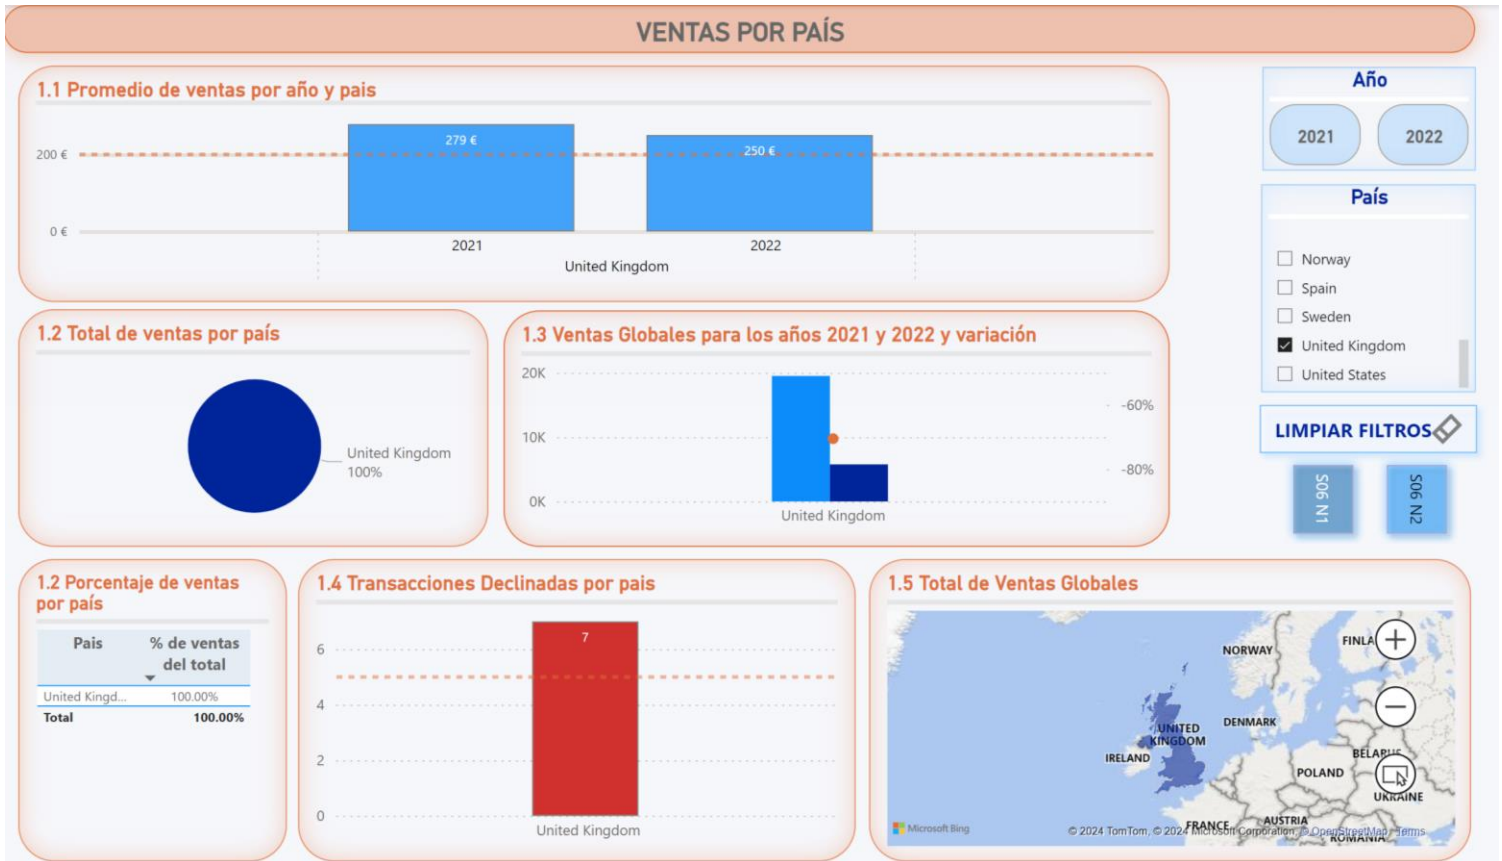 VENTAS POR PAÍS
1.1 Promedio de ventas por año y pais
200 €
0 €
279 €
250 €
2021
2022
United Kingdom
Año
2021
2022
País
Norway
Spain
Sweden
United Kingdom
United States
LIMPIAR FILTROS
S06 N1
S06 N2
1.2 Total de ventas por país
United Kingdom
100%
1.3 Ventas Globales para los años 2021 y 2022 y variación
20K
10K
0K
-60%
-80%
United Kingdom
1.2 Porcentaje de ventas
por país
Pais
% de ventas
del total
United Kingd...
100.00%
Total
100.00%
1.4 Transacciones Declinadas por pais
6
4
2
0
7
United Kingdom
1.5 Total de Ventas Globales
NORWAY
FINLA
UNITED
KINGDOM
DENMARK
IRELAND
BELARUS
POLAND
UKRAINE
FRANCE
AUSTRIA
ROMANIA
Microsoft Bing
© 2024 TomTom, © 2024 Microsoft Corporation, © OpenStreetMap Terms